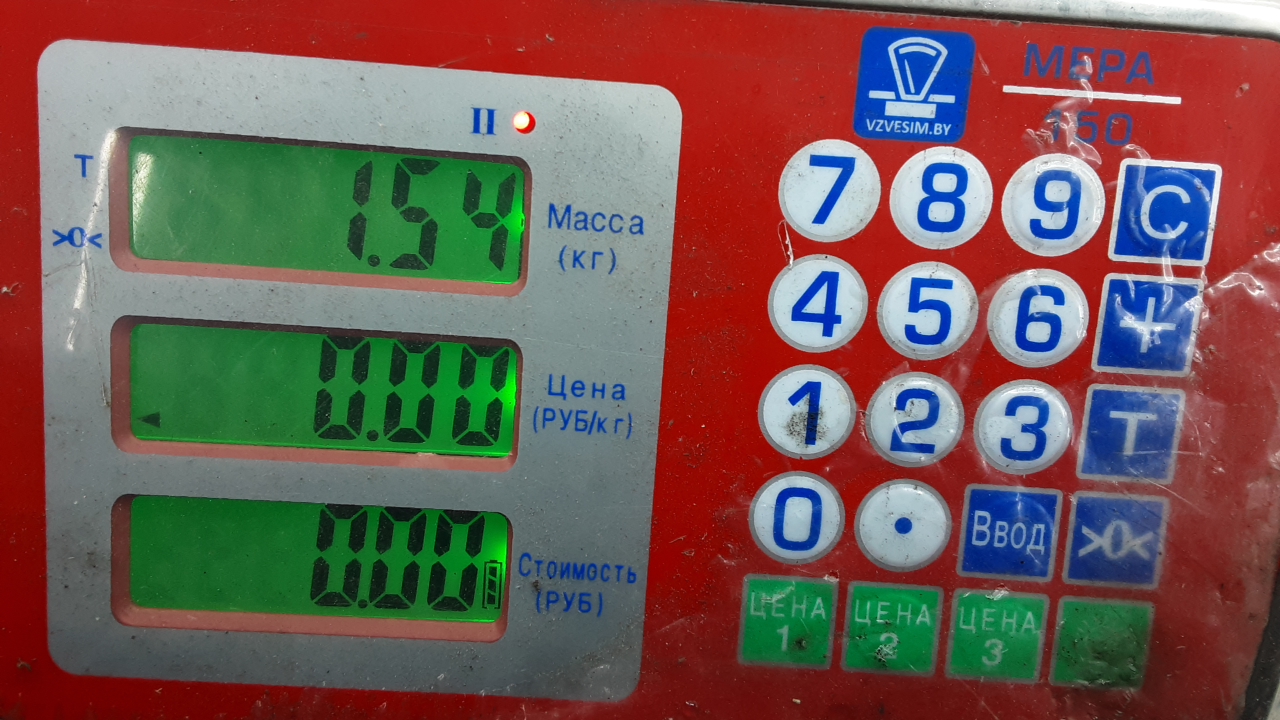 II
T
1.54
Масса
(кг)
>0<
0.00
Цена
(РУБ/кг)
0.00
Стоимость
(РУБ)
VZVESIM.BY
МЕРА
150
7 8 9 C
4 5 6 +
1 2 3 T
0 . Ввод >0<
ЦЕНА 1
ЦЕНА 2
ЦЕНА 3